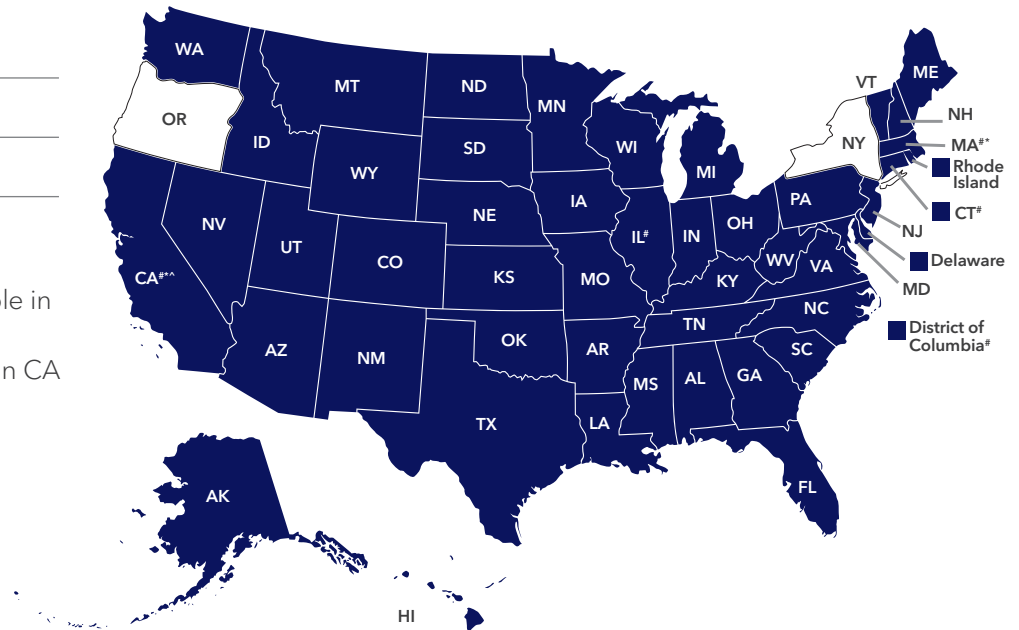 WA
MT
ND
MN
VT
ME
OR
ID
SD
WI
MI
NY
NH
MA#*
Rhode
Island
WY
IA
PA
CT#
NV
NE
IL#
IN
OH
NJ
UT
CO
CA#*^
KS
MO
KY
WV
VA
Delaware
MD
le in
n CA
AZ
NM
OK
AR
TN
NC
SC
District of
Columbia#
MS
AL
GA
TX
LA
FL
AK
HI